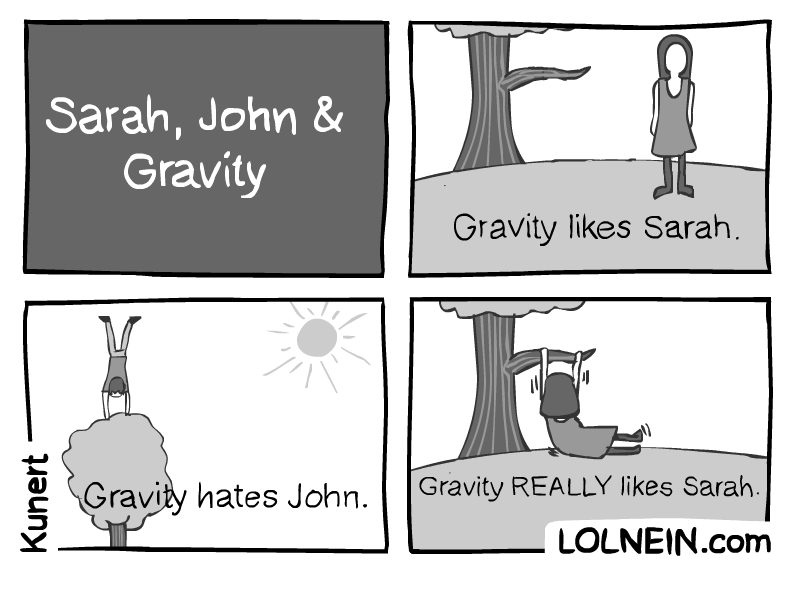 Sarah, John &
Gravity
Gravity likes Sarah.
Gravity hates John.
Gravity REALLY likes Sarah.
Kunert
LOLNEIN.com